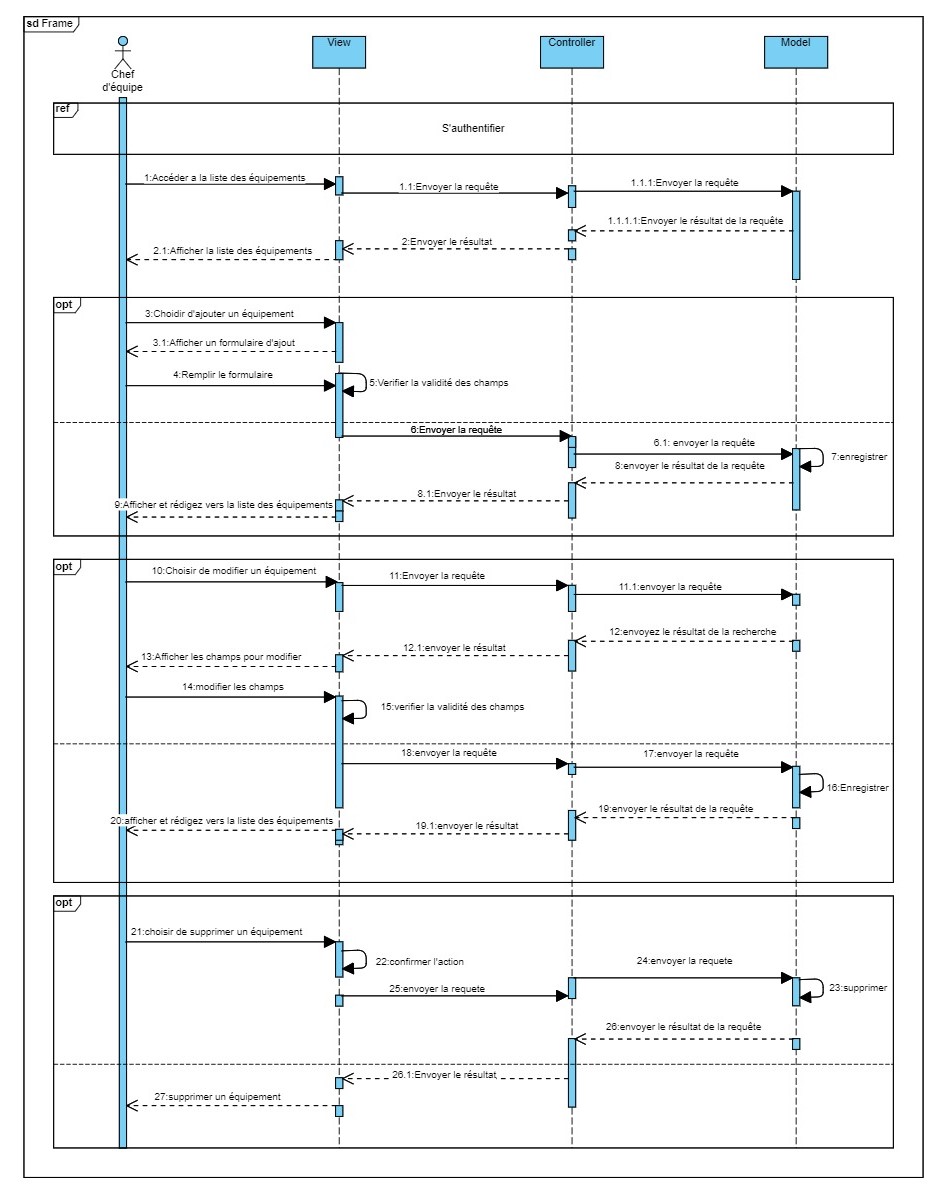 sd Frame
Chef
d'équipe
View
Controller
Model
ref
S'authentifier
1:Accéder a la liste des équipements
1.1:Envoyer la requête
1.1.1:Envoyer la requête
1.1.1.1:Envoyer le résultat de la requête
2:Envoyer le résultat
2.1:Afficher la liste des équipements
opt
3:Choidir d'ajouter un équipement
3.1:Afficher un formulaire d'ajout
4:Remplir le formulaire
5:Verifier la validité des champs
6:Envoyer la requête
6.1: envoyer la requête
7:enregistrer
8:envoyer le résultat de la requête
8.1:Envoyer le résultat
9:Afficher et rédigez vers la liste des équipements
opt
10:Choisir de modifier un équipement
11:Envoyer la requête
11.1:envoyer la requête
12:envoyez le résultat de la recherche
12.1:envoyer le résultat
13:Afficher les champs pour modifier
14:modifier les champs
15:verifier la validité des champs
18:envoyer la requête
17:envoyer la requête
16:Enregistrer
19:envoyer le résultat de la requête
19.1:envoyer le résultat
20:afficher et rédigez vers la liste des équipements
opt
21:choisir de supprimer un équipement
22:confirmer l'action
24:envoyer la requete
23:supprimer
25:envoyer la requete
26:envoyer le résultat de la requête
26.1:Envoyer le résultat
27:supprimer un équipement